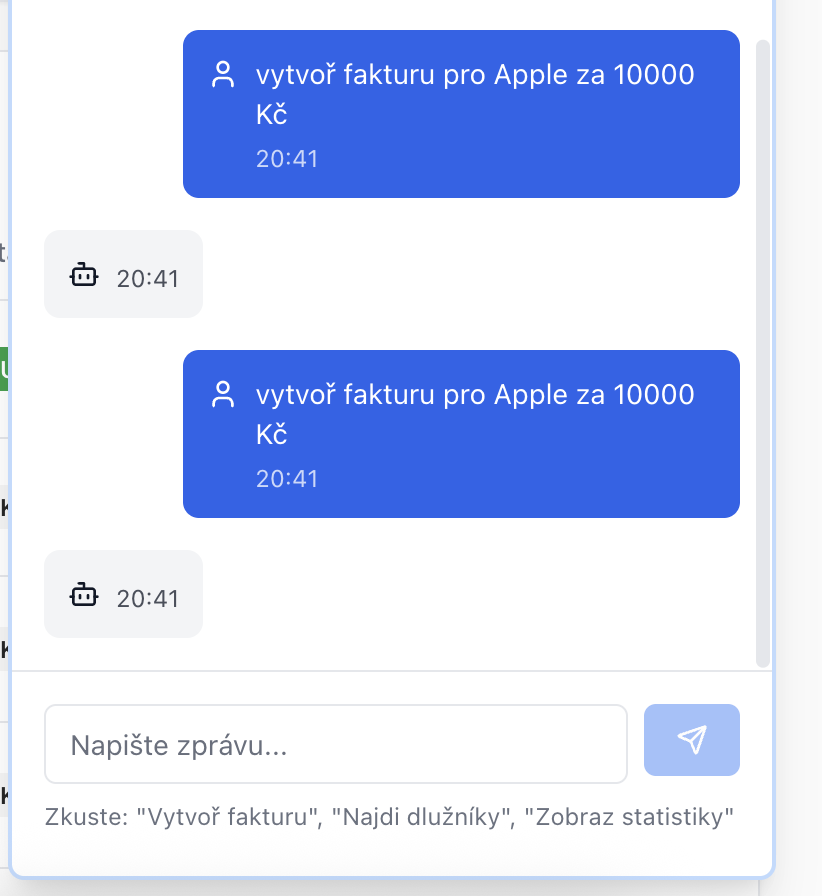 vytvoř fakturu pro Apple za 10000
Kč
20:41
20:41
vytvoř fakturu pro Apple za 10000
Kč
20:41
20:41
Napište zprávu...
Zkuste: "Vytvoř fakturu", "Najdi dlužníky", "Zobraz statistiky"